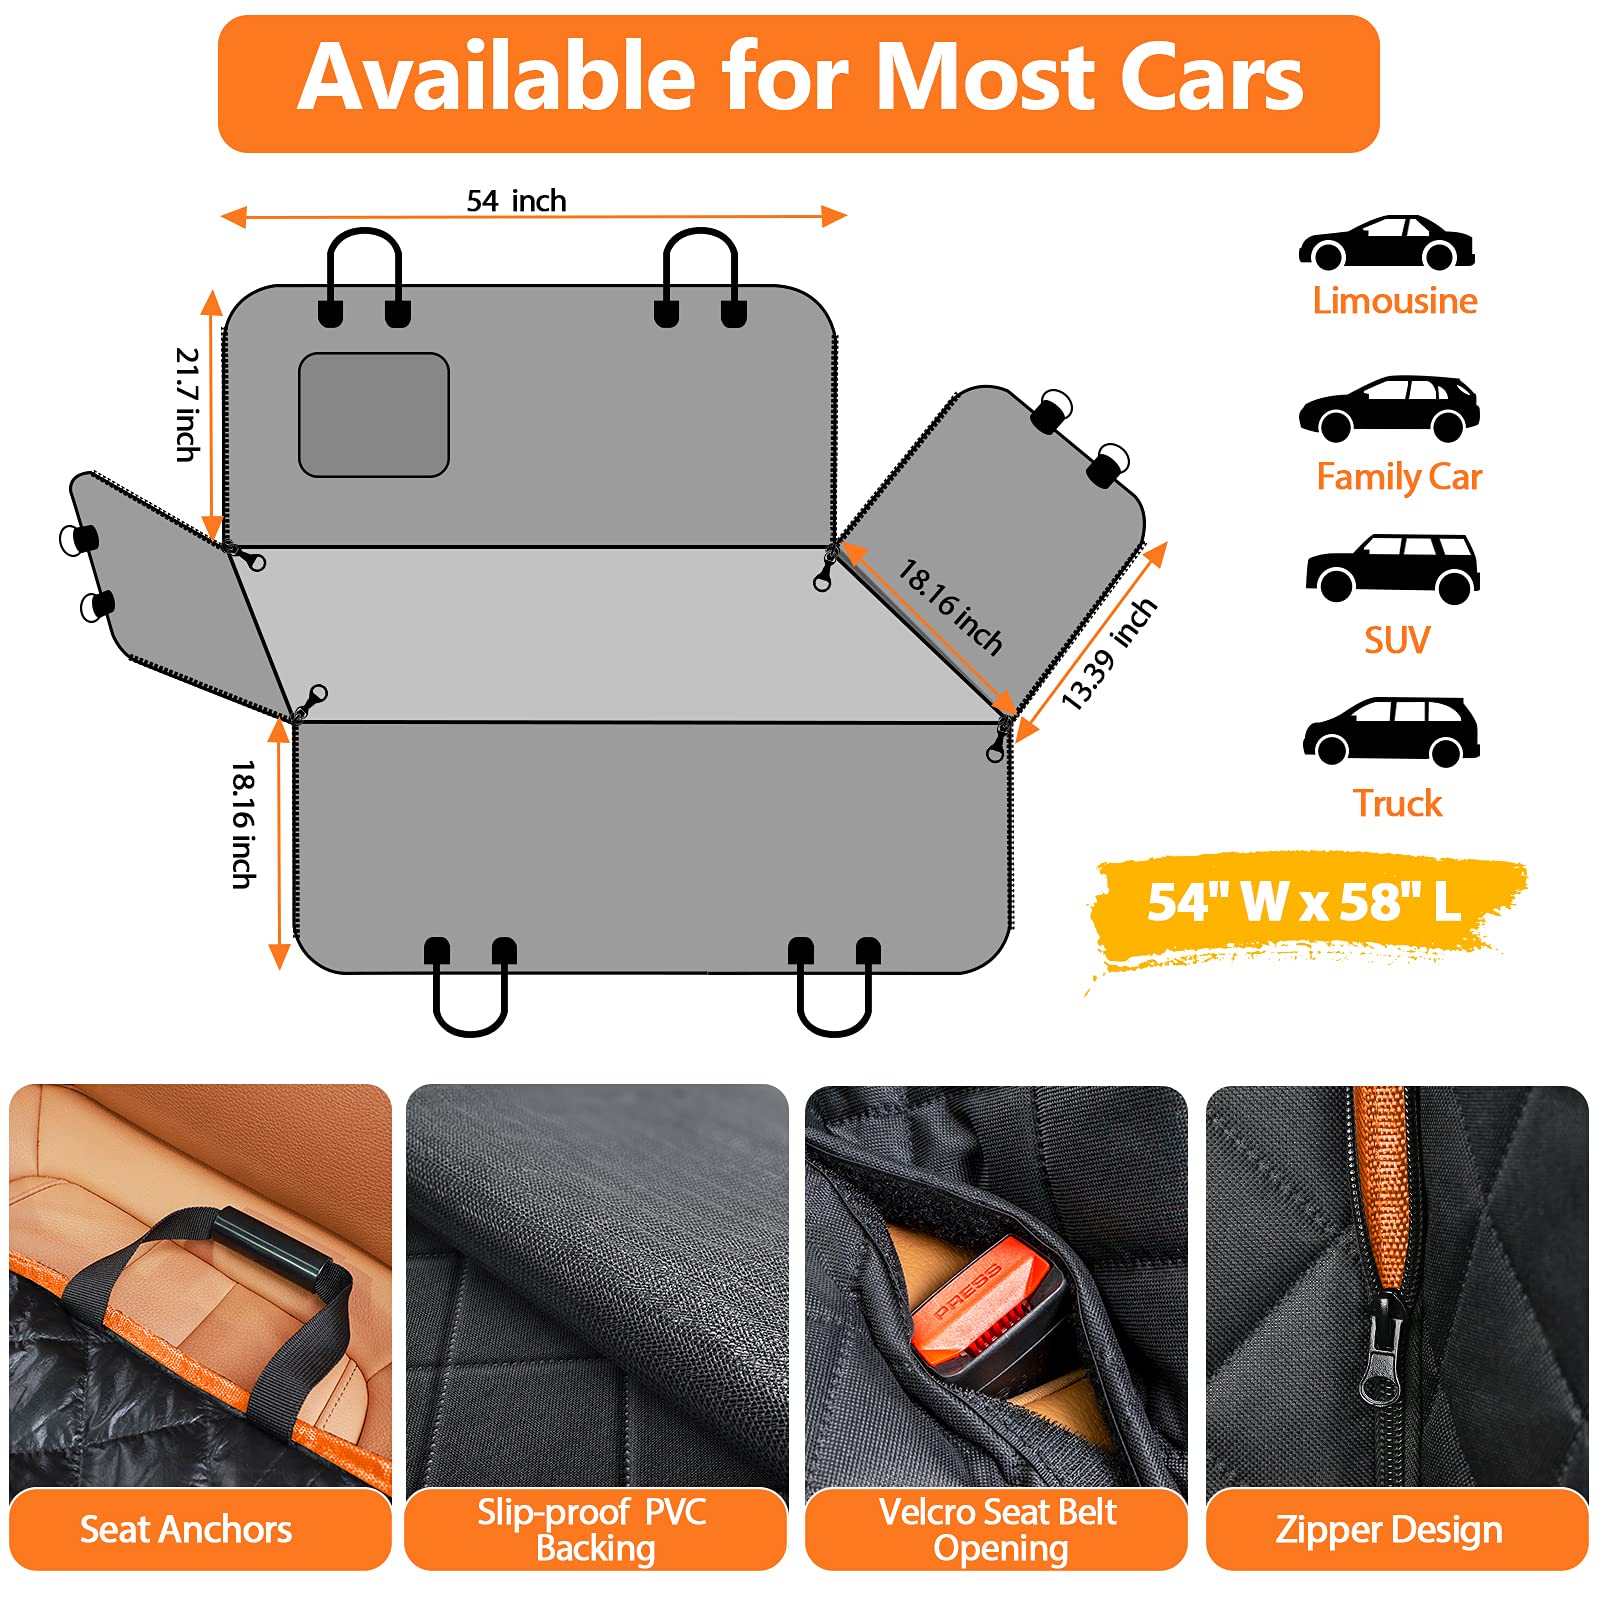 Available for Most Cars
54 inch
21.7 inch
18.16 inch
13.39 inch
18.16 inch
Limousine
Family Car
SUV
Truck
54" W x 58" L
PRESS
Seat Anchors
Slip-proof PVC
Backing
Velcro Seat Belt
Opening
Zipper Design